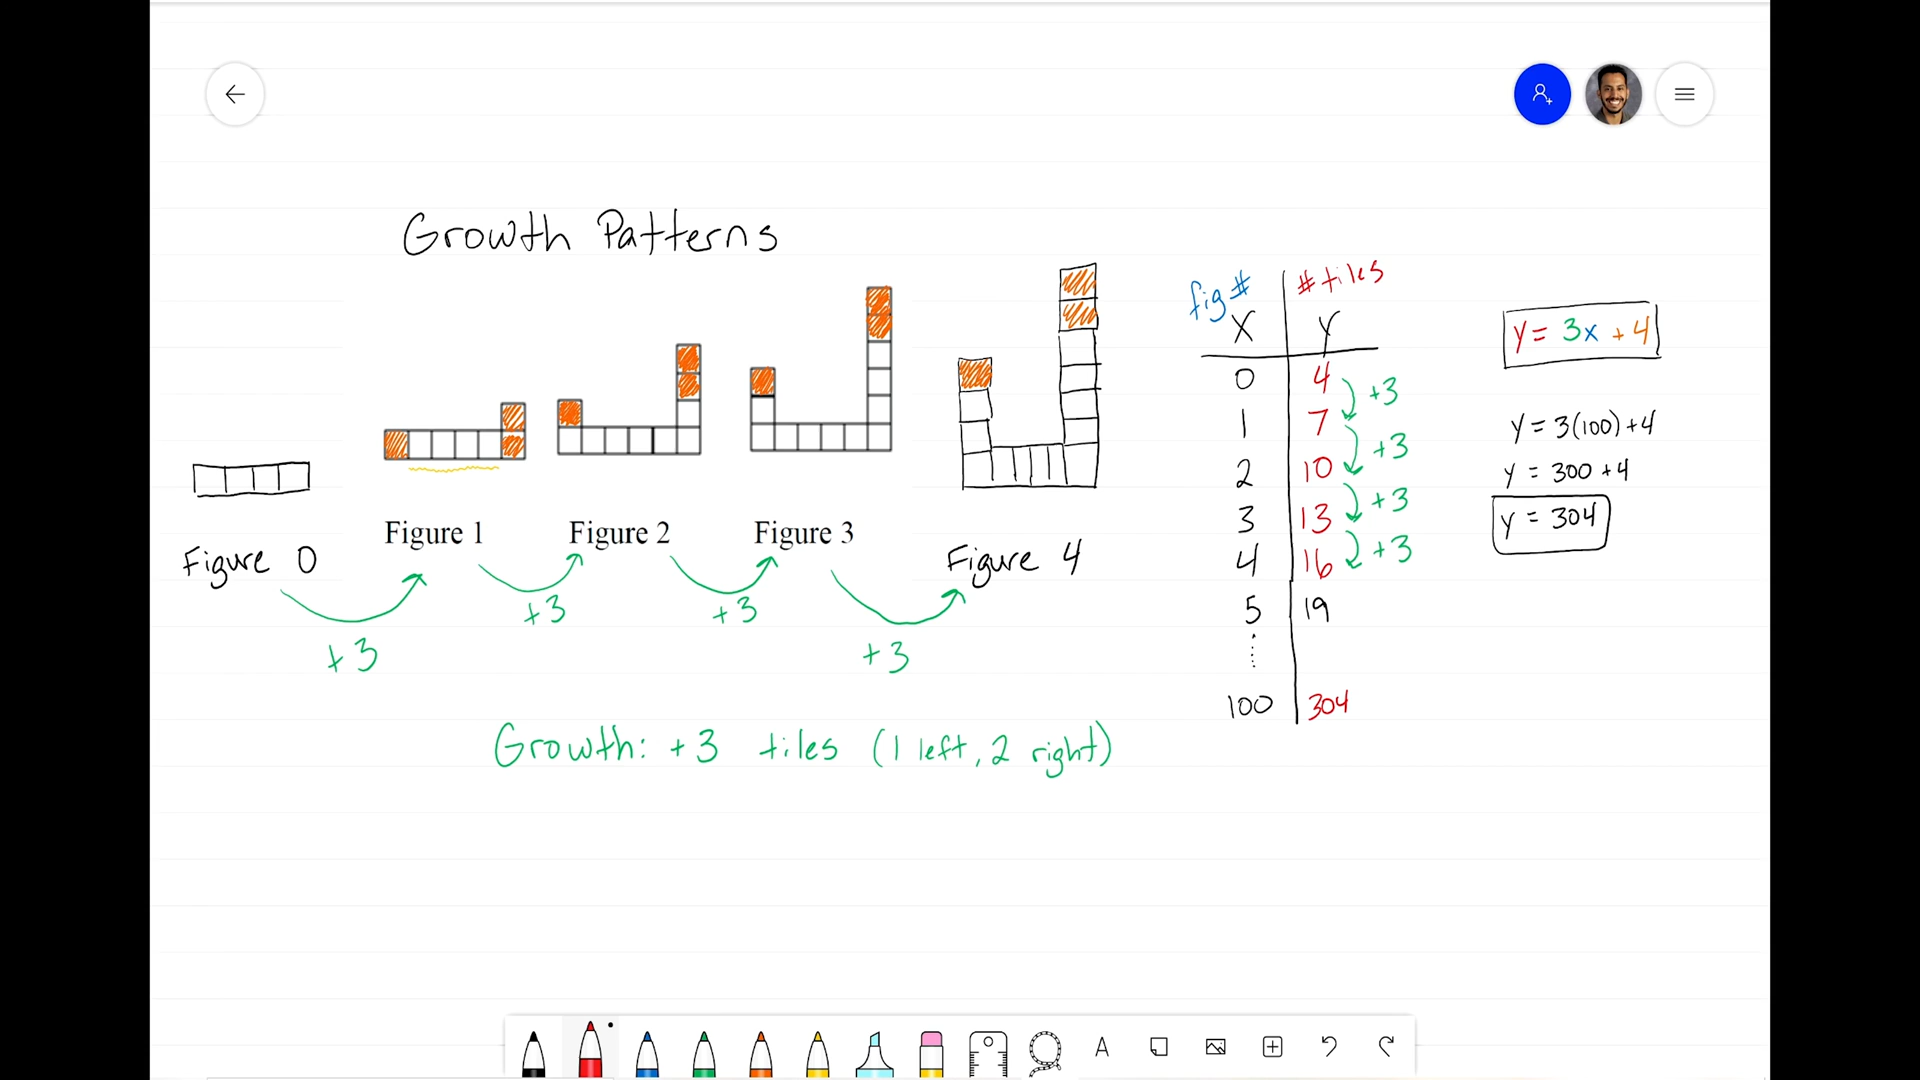 Growth Patterns
Figure 0
Figure 1
Figure 2
Figure 3
Figure 4
+3
+3
+3
+3
Growth: +3 tiles (1 left, 2 right)
fig # # tiles
X Y
0 4
1 7
2 10
3 13
4 16
5 19
100 304
+3
+3
+3
+3
y = 3x + 4
y = 3(100) + 4
y = 300 + 4
y = 304
A